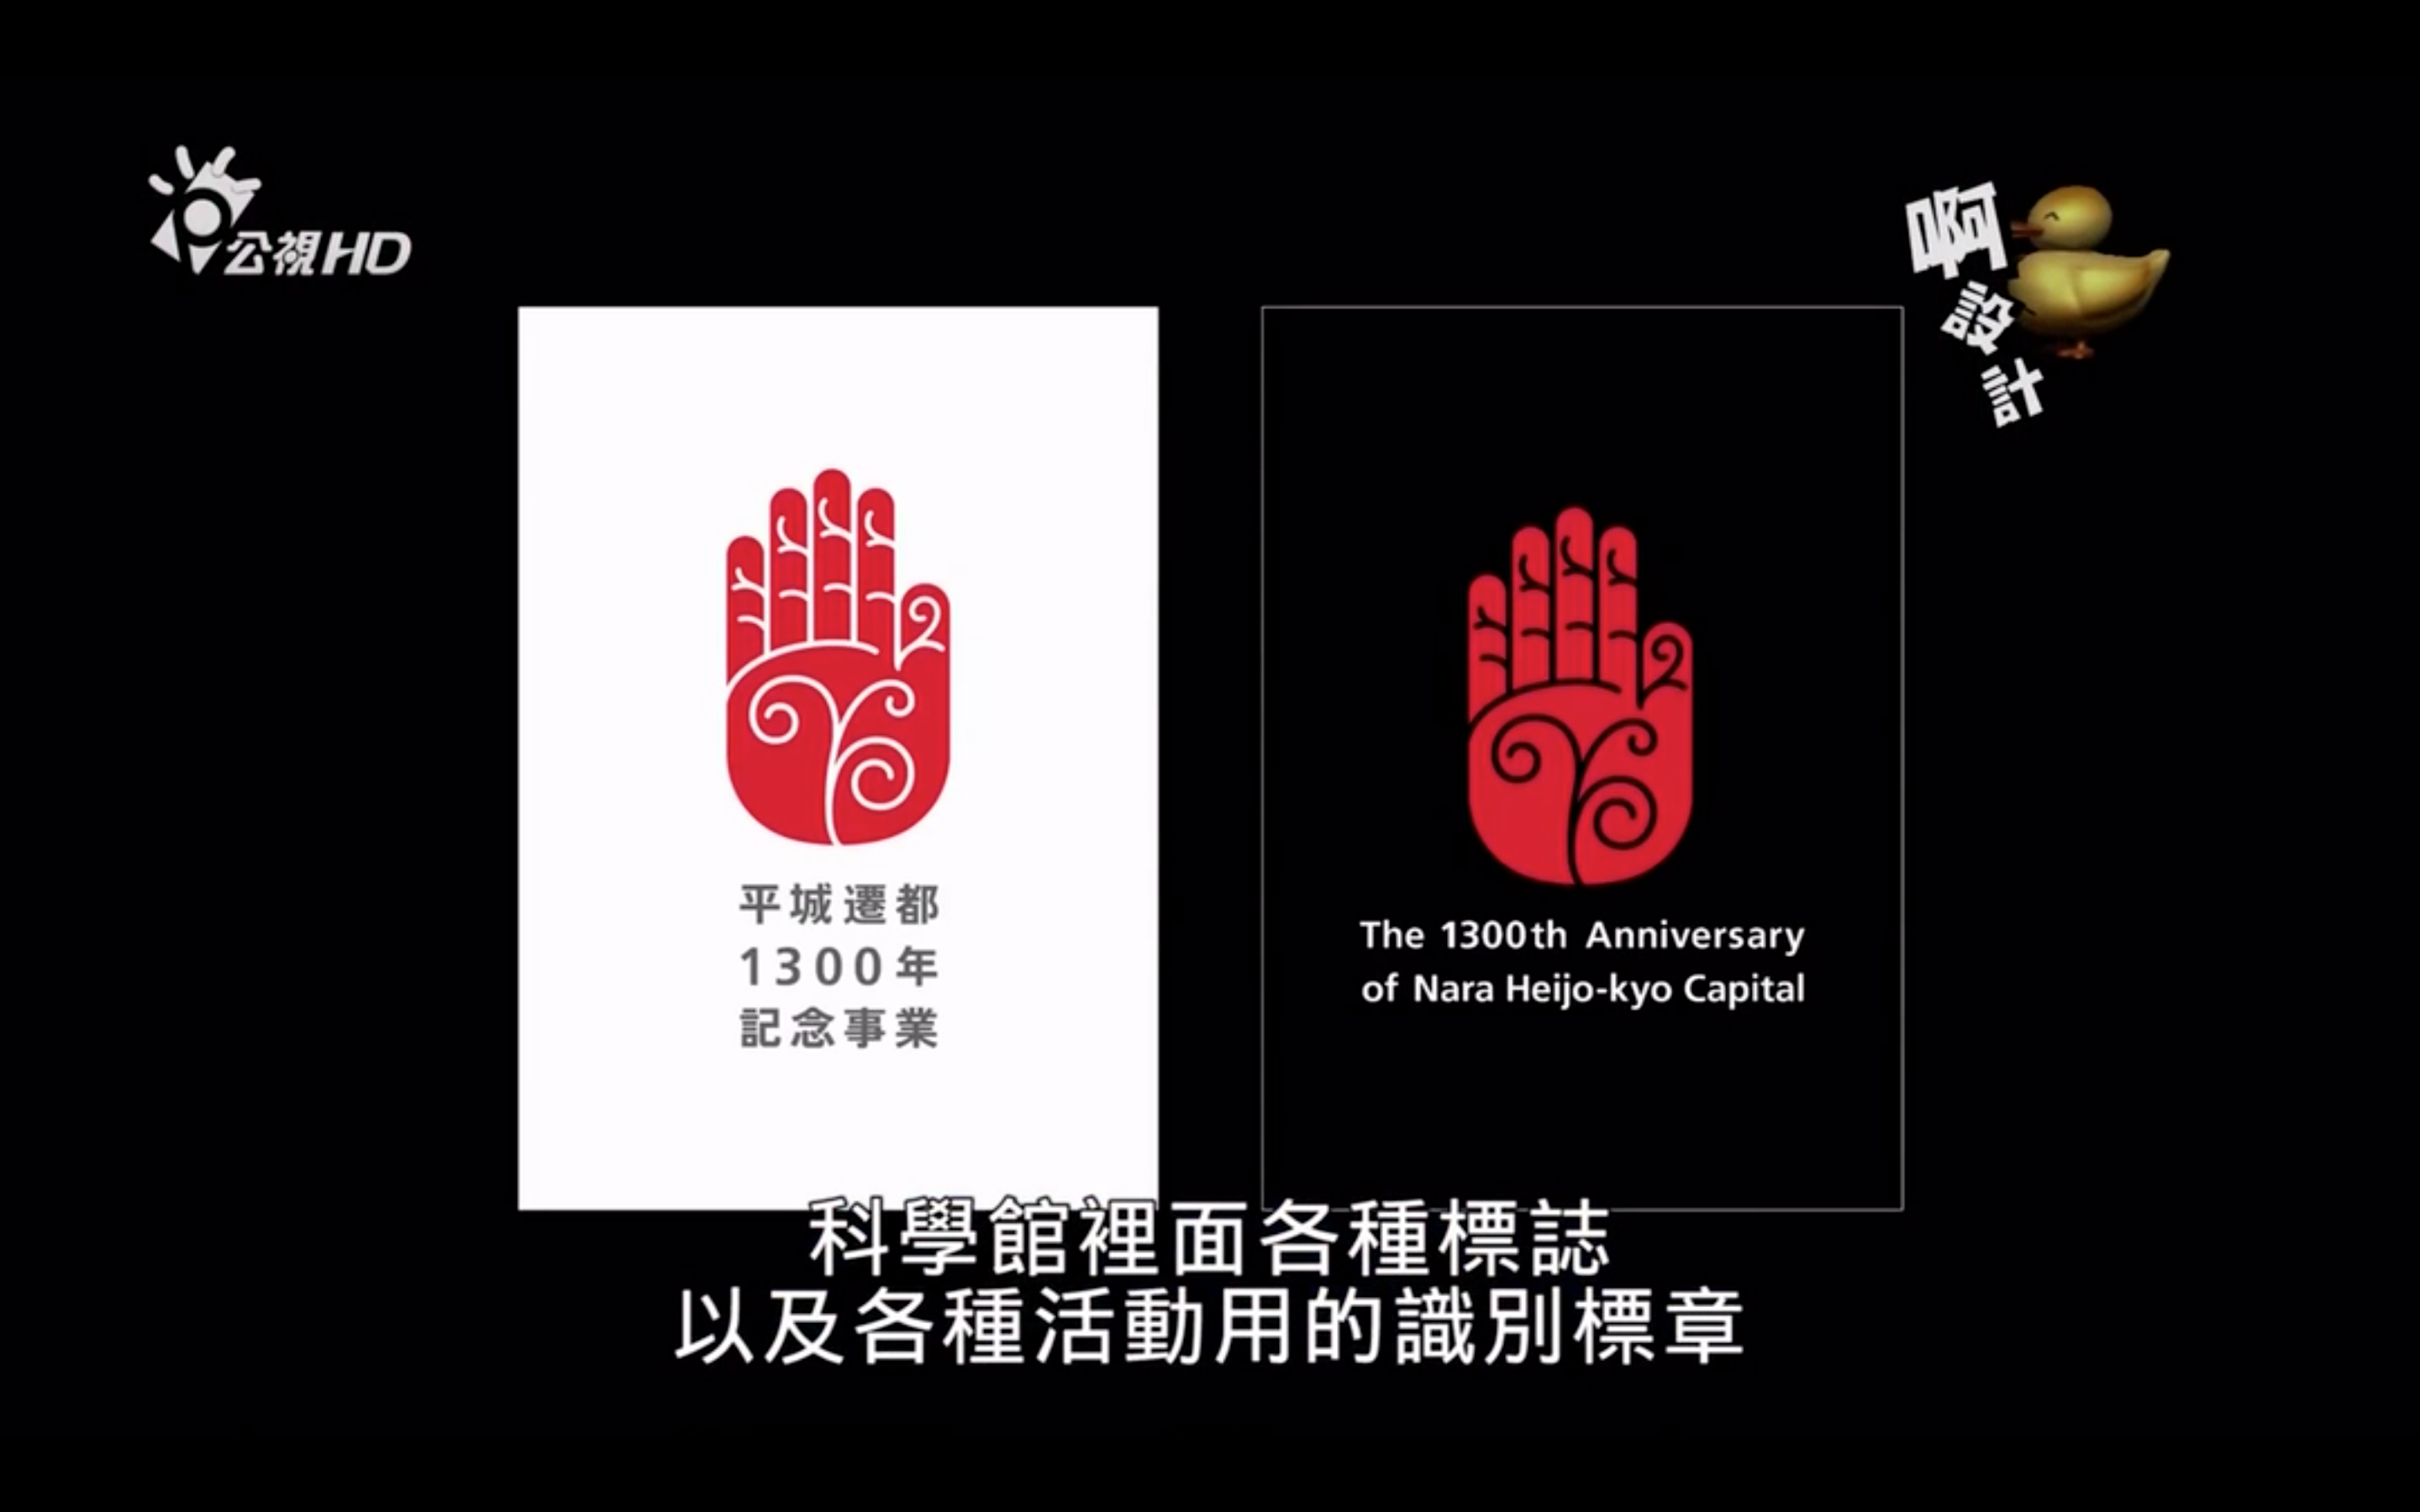 公視HD
啊
設
計
平城遷都
1300年
記念事業
The 1300th Anniversary
of Nara Heijo-kyo Capital
科學館裡面各種標誌
以及各種活動用的識別標章